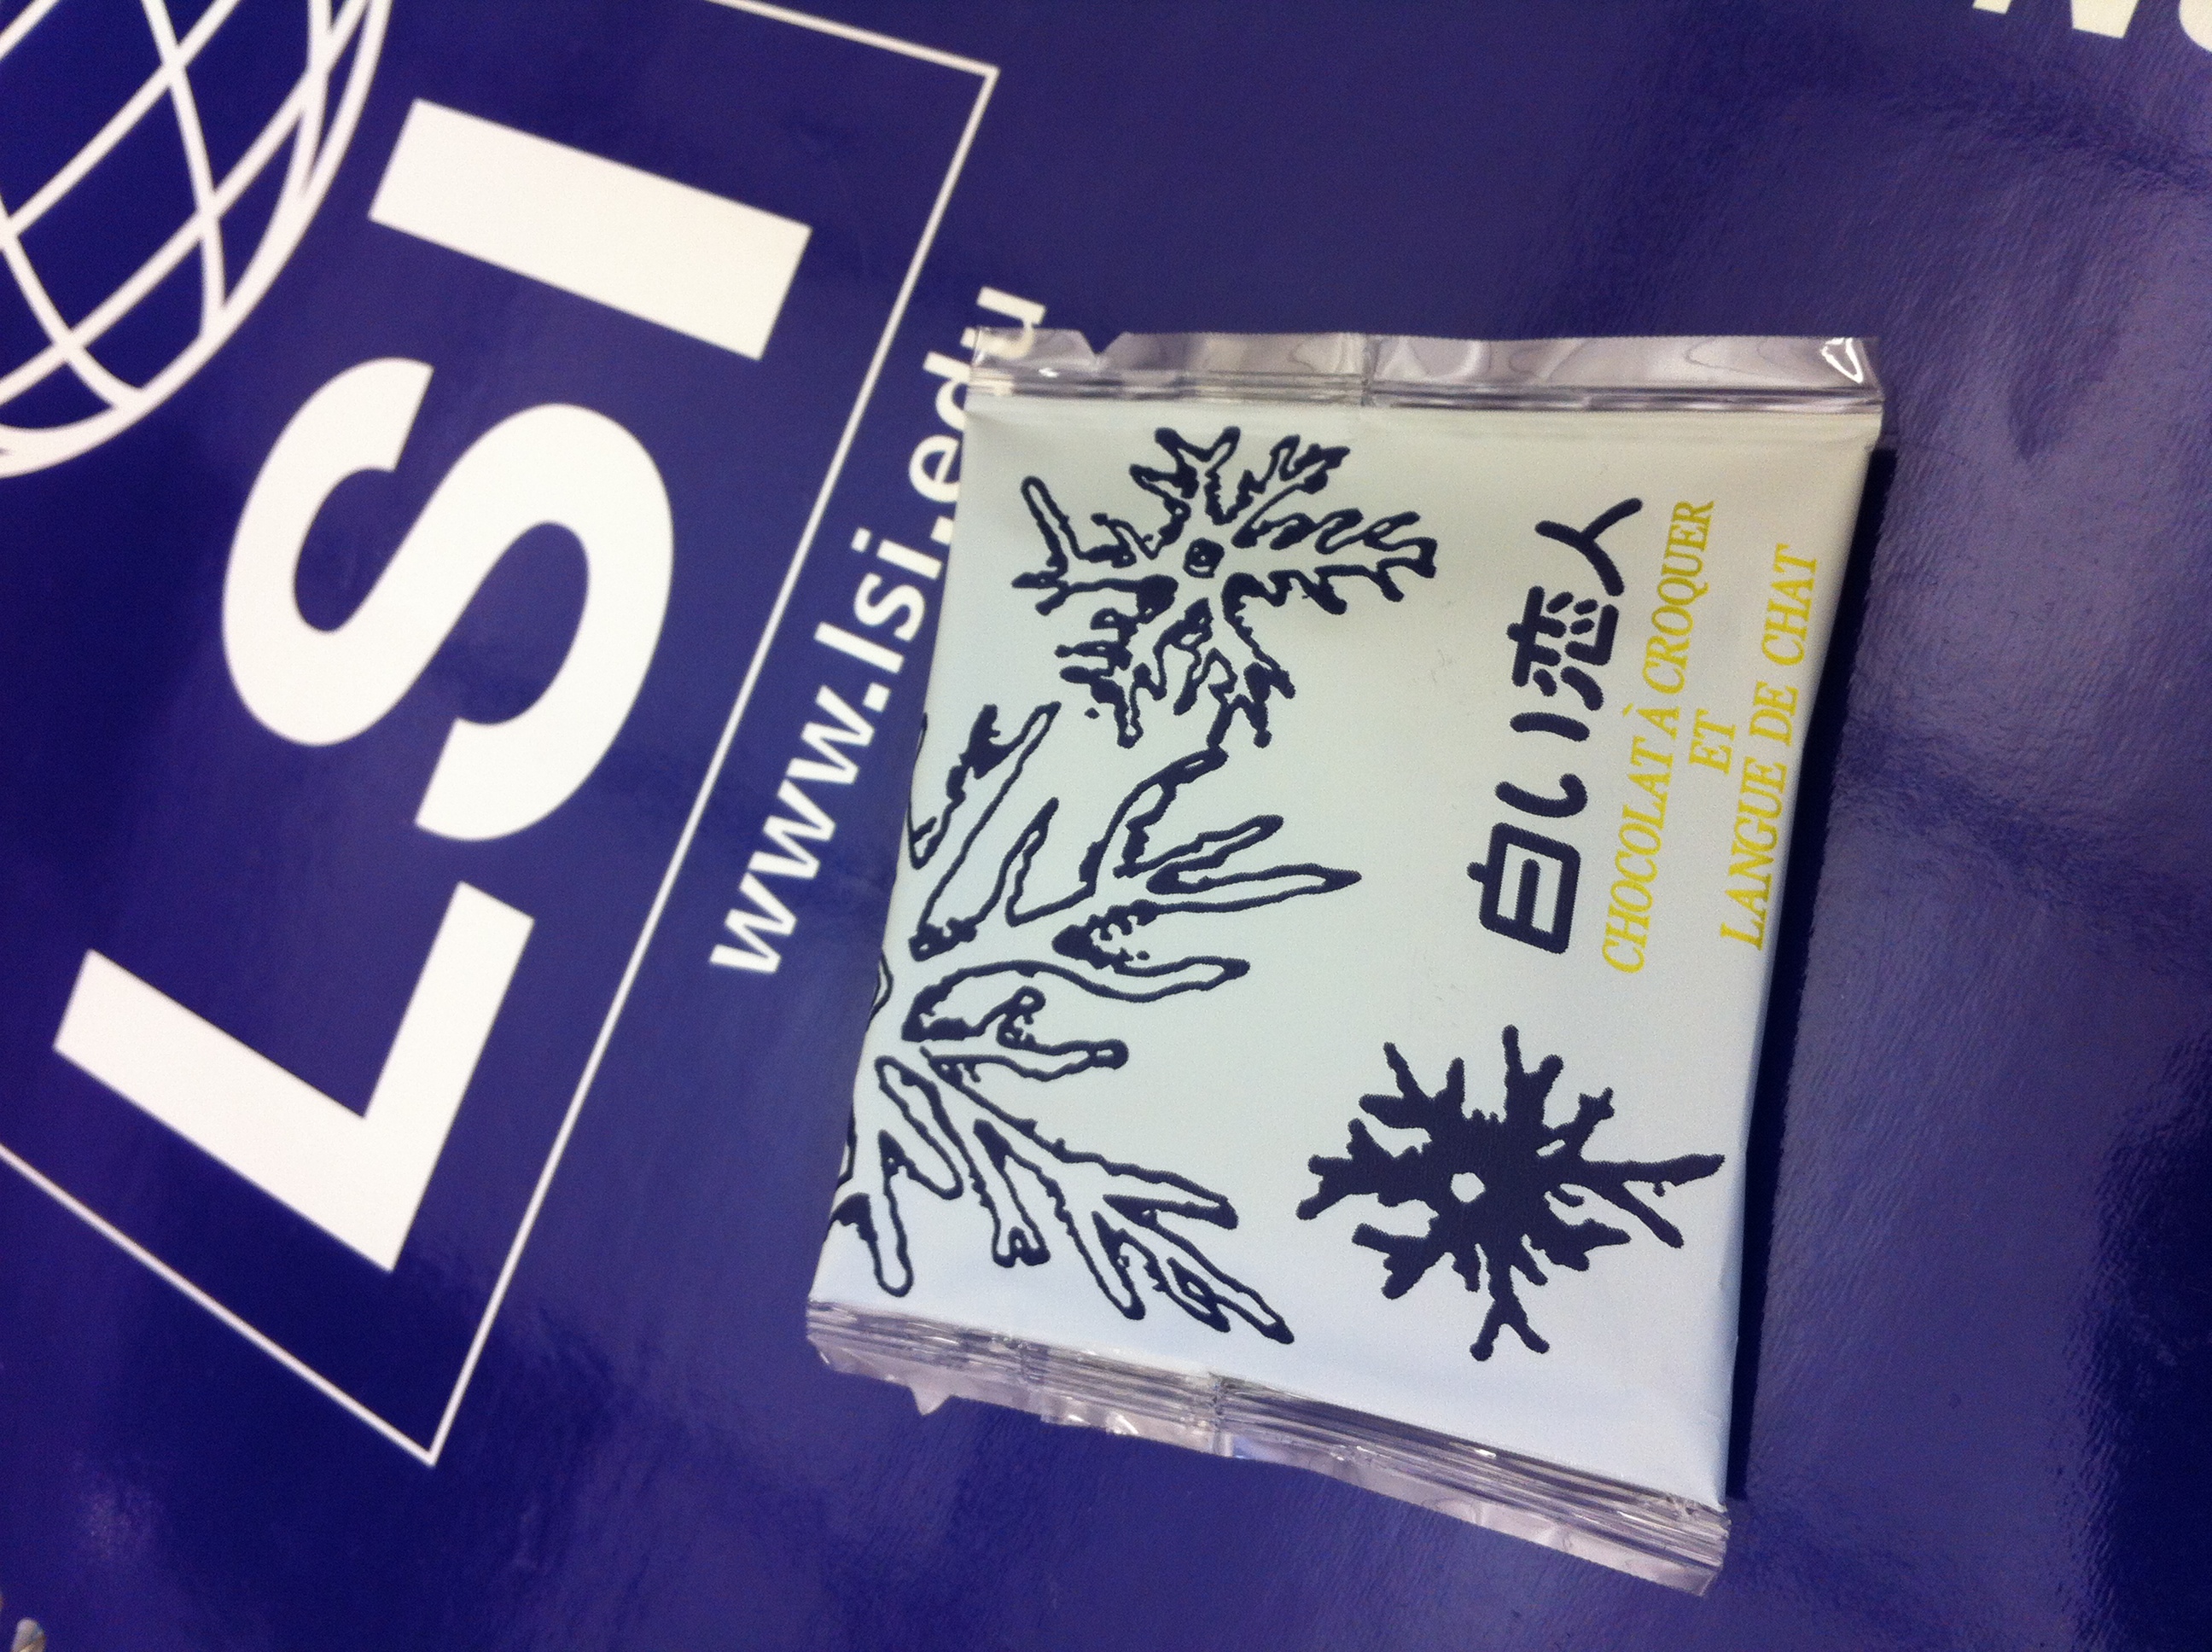 LSI
www.lsi.edu
白い恋人
CHOCOLAT À CROQUER
ET
LANGUE DE CHAT